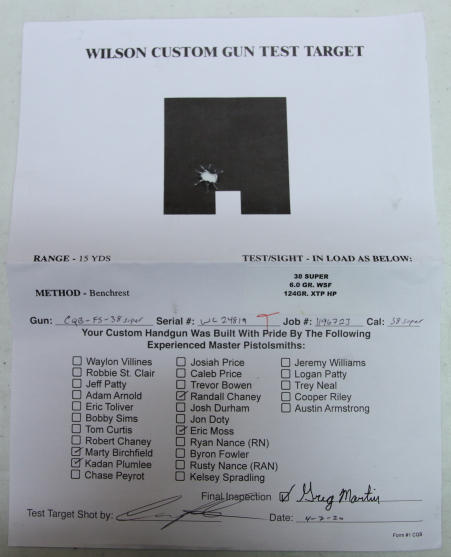 WILSON CUSTOM GUN TEST TARGET
RANGE - 15 YDS TEST/SIGHT - IN LOAD AS BELOW:
38 SUPER
6.0 GR. WSF
METHOD - Benchrest 124GR. XTP HP
Gun: CQB-FS-38 super Serial #: WC24819 Job #: Cal: 38 super
Your Custom Handgun Was Built With Pride By The Following
Experienced Master Pistolsmiths:
Waylon Villines Josiah Price Jeremy Williams
Robbie St. Clair Caleb Price Logan Patty
Jeff Patty Trevor Bowen Trey Neal
Adam Arnold Randall Chaney Cooper Riley
Eric Toliver Josh Durham Austin Armstrong
Bobby Sims Jon Doty
Tom Curtis Eric Moss
Robert Chaney Ryan Nance (RN)
Marty Birchfield Byron Fowler
Kadan Plumlee Rusty Nance (RAN)
Chase Peyrot Kelsey Spradling
Final Inspection Greg Martin
Test Target Shot by: Date: 4-2-20
Form #1 CQB